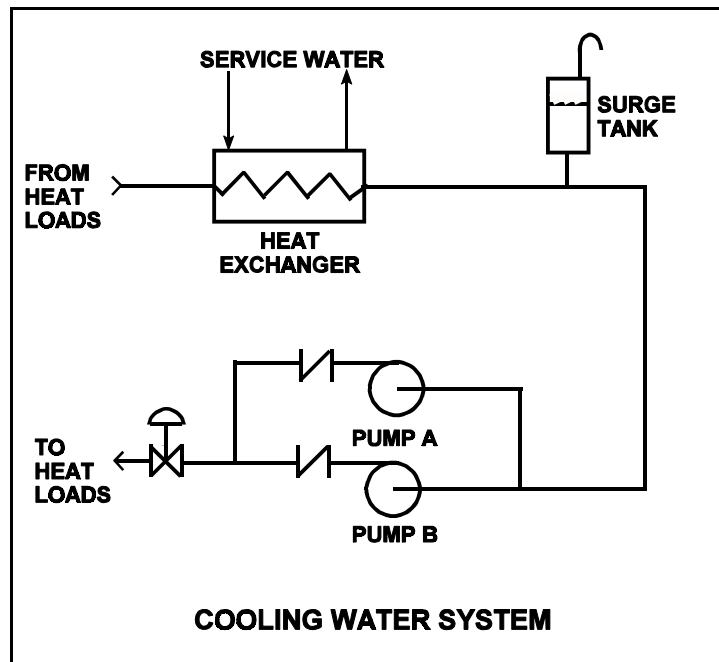 SERVICE WATER
SURGE
TANK
FROM
HEAT
LOADS
HEAT
EXCHANGER
PUMP A
TO
HEAT
LOADS
PUMP B
COOLING WATER SYSTEM